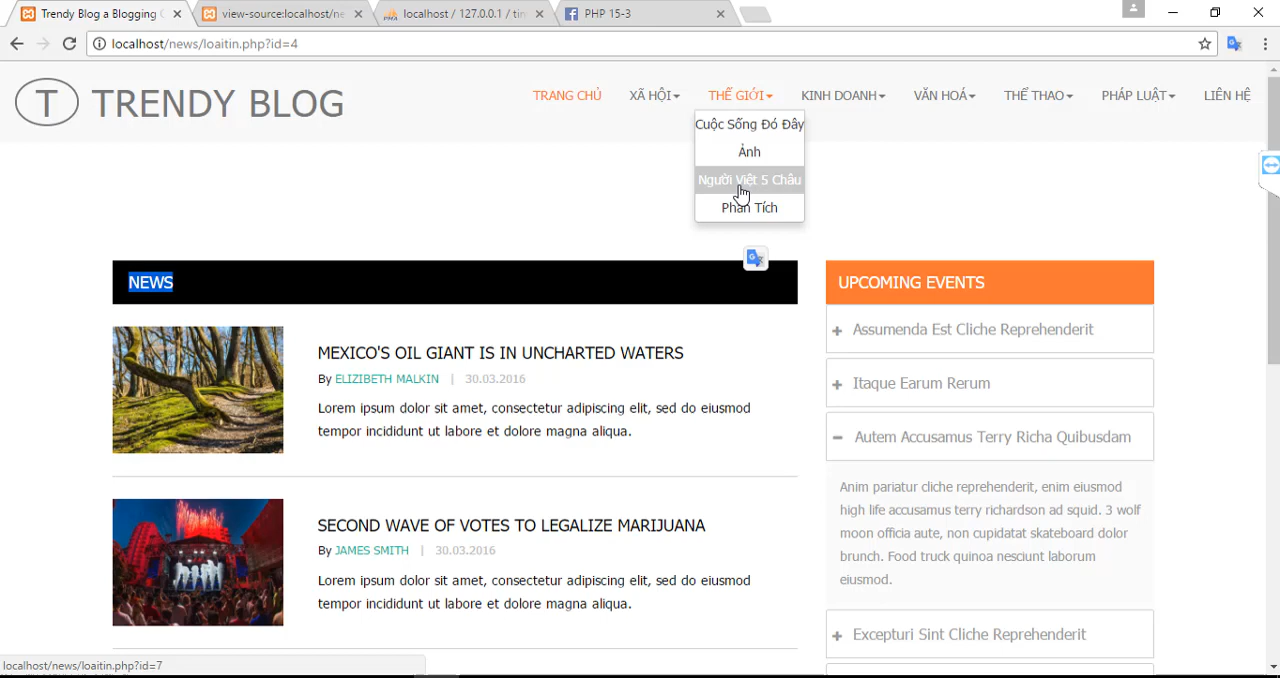 Trendy Blog a Blogging
view-source:localhost/ne
localhost / 127.0.0.1 / tin
PHP 15-3
localhost/news/loaitin.php?id=4
T TRENDY BLOG
TRANG CHỦ XÃ HỘI THẾ GIỚI KINH DOANH VĂN HOÁ THỂ THAO PHÁP LUẬT LIÊN HỆ
Cuộc Sống Đó Đây
Ảnh
Người Việt 5 Châu
Phân Tích
NEWS
MEXICO'S OIL GIANT IS IN UNCHARTED WATERS
By ELIZIBETH MALKIN | 30.03.2016
Lorem ipsum dolor sit amet, consectetur adipiscing elit, sed do eiusmod
tempor incididunt ut labore et dolore magna aliqua.
SECOND WAVE OF VOTES TO LEGALIZE MARIJUANA
By JAMES SMITH | 30.03.2016
Lorem ipsum dolor sit amet, consectetur adipiscing elit, sed do eiusmod
tempor incididunt ut labore et dolore magna aliqua.
UPCOMING EVENTS
Assumenda Est Cliche Reprehenderit
Itaque Earum Rerum
Autem Accusamus Terry Richa Quibusdam
Anim pariatur cliche reprehenderit, enim eiusmod
high life accusamus terry richardson ad squid. 3 wolf
moon officia aute, non cupidatat skateboard dolor
brunch. Food truck quinoa nesciunt laborum
eiusmod.
Excepturi Sint Cliche Reprehenderit
localhost/news/loaitin.php?id=7